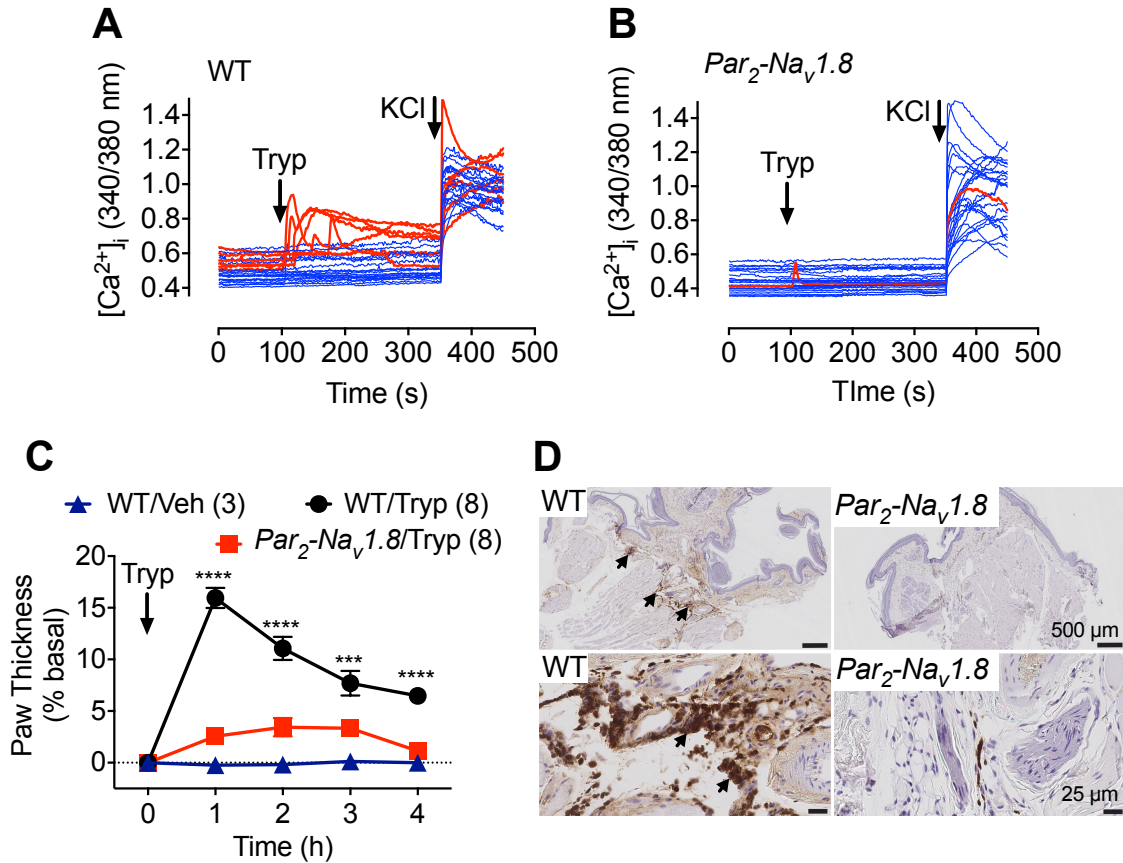 A
WT
[Ca²⁺]ᵢ (340/380 nm)
1.4
1.2
1.0
0.8
0.6
0.4
Tryp
KCl
0 100 200 300 400 500
Time (s)
B
Par₂-Naᵥ1.8
[Ca²⁺]ᵢ (340/380 nm)
1.4
1.2
1.0
0.8
0.6
0.4
Tryp
KCl
0 100 200 300 400 500
TIme (s)
C
WT/Veh (3) WT/Tryp (8)
Par₂-Naᵥ1.8/Tryp (8)
Paw Thickness
(% basal)
20
15
10
5
0
Tryp
****
****
***
****
0 1 2 3 4
Time (h)
D
WT
Par₂-Naᵥ1.8
500 µm
WT
Par₂-Naᵥ1.8
25 µm